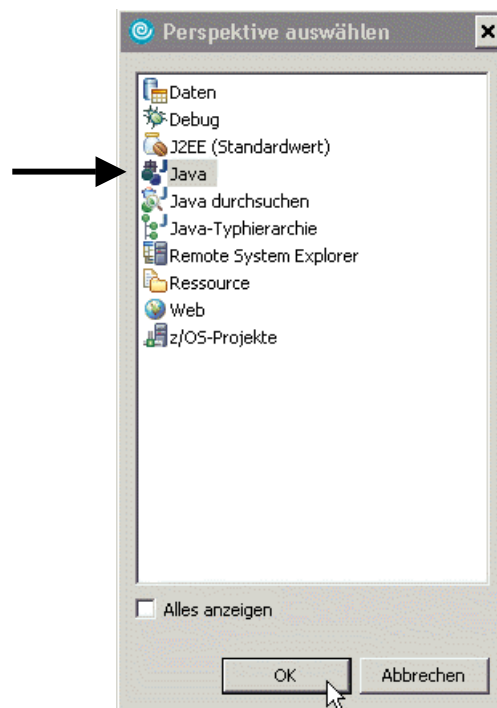 Perspektive auswählen
Daten
Debug
J2EE (Standardwert)
Java
Java durchsuchen
Java-Typhierarchie
Remote System Explorer
Ressource
Web
z/OS-Projekte
Alles anzeigen
OK Abbrechen